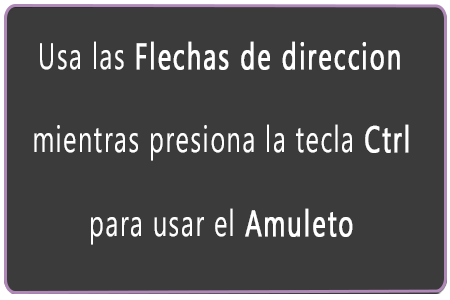 Usa las Flechas de direccion
mientras presiona la tecla Ctrl
para usar el Amuleto